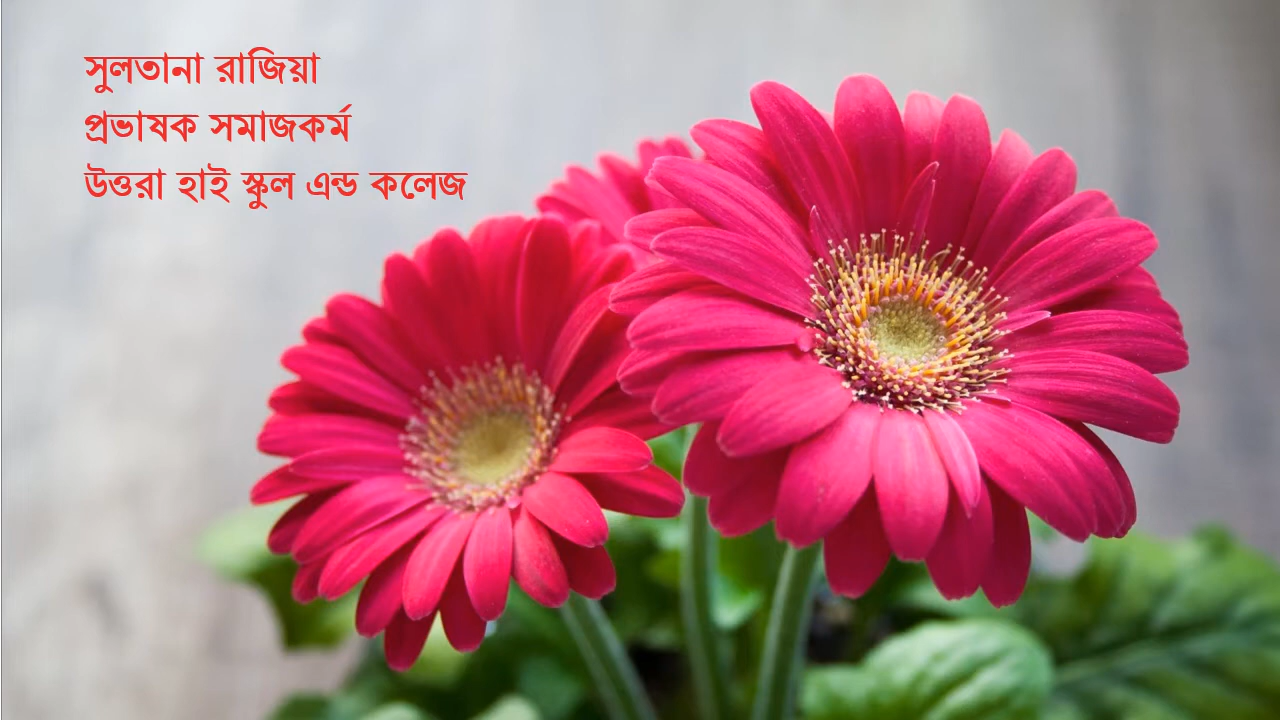 সুলতানা রাজিয়া
প্রভাষক সমাজকর্ম
উত্তরা হাই স্কুল এন্ড কলেজ